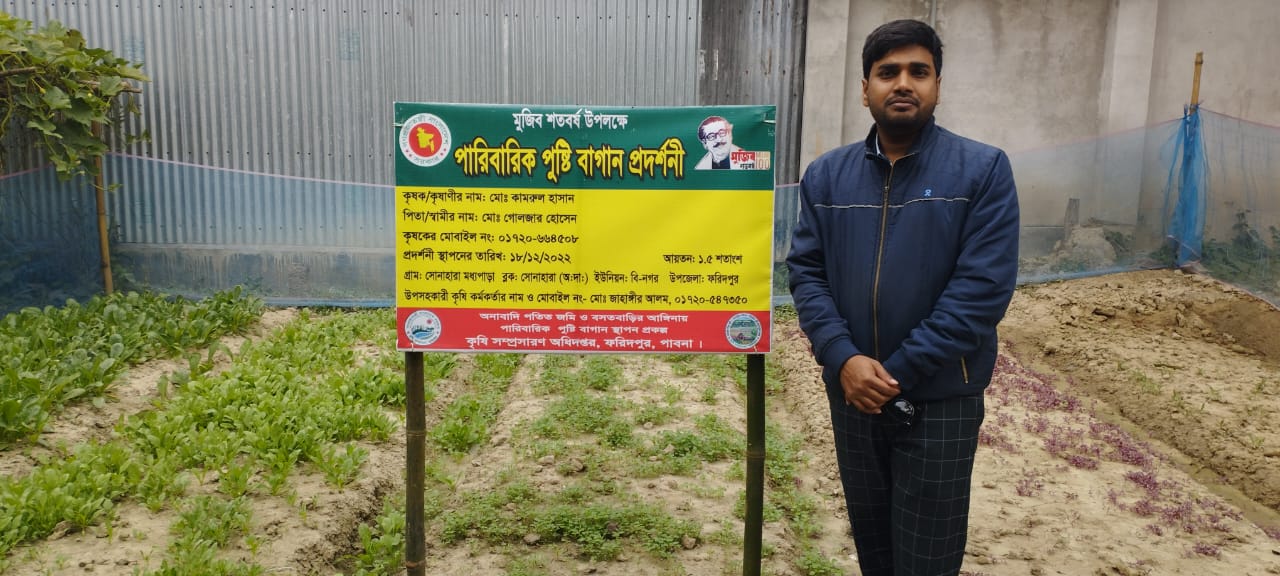 মুজিব শতবর্ষ উপলক্ষে
পারিবারিক পুষ্টি বাগান প্রদর্শনী
মুজিব
100
কৃষক/কৃষাণীর নাম: মোঃ কামরুল হাসান
পিতা/স্বামীর নাম: মোঃ গোলজার হোসেন
কৃষকের মোবাইল নং: ০১৭২০-৬৬৪৫০৮
প্রদর্শনী স্থাপনের তারিখ: ১৮/১২/২০২২ আয়তন: ১.৫ শতাংশ
গ্রাম: সোনাহারা মধ্যপাড়া ব্লক: সোনাহারা (অ:দা:) ইউনিয়ন: বি-নগর উপজেলা: ফরিদপুর
উপসহকারী কৃষি কর্মকর্তার নাম ও মোবাইল নং- মোঃ জাহাঙ্গীর আলম, ০১৭২০-৫৪৭৩৫০
অনাবাদি পতিত জমি ও বসতবাড়ির আঙ্গিনায়
পারিবারিক পুষ্টি বাগান স্থাপন প্রকল্প
কৃষি সম্প্রসারণ অধিদপ্তর, ফরিদপুর, পাবনা ।